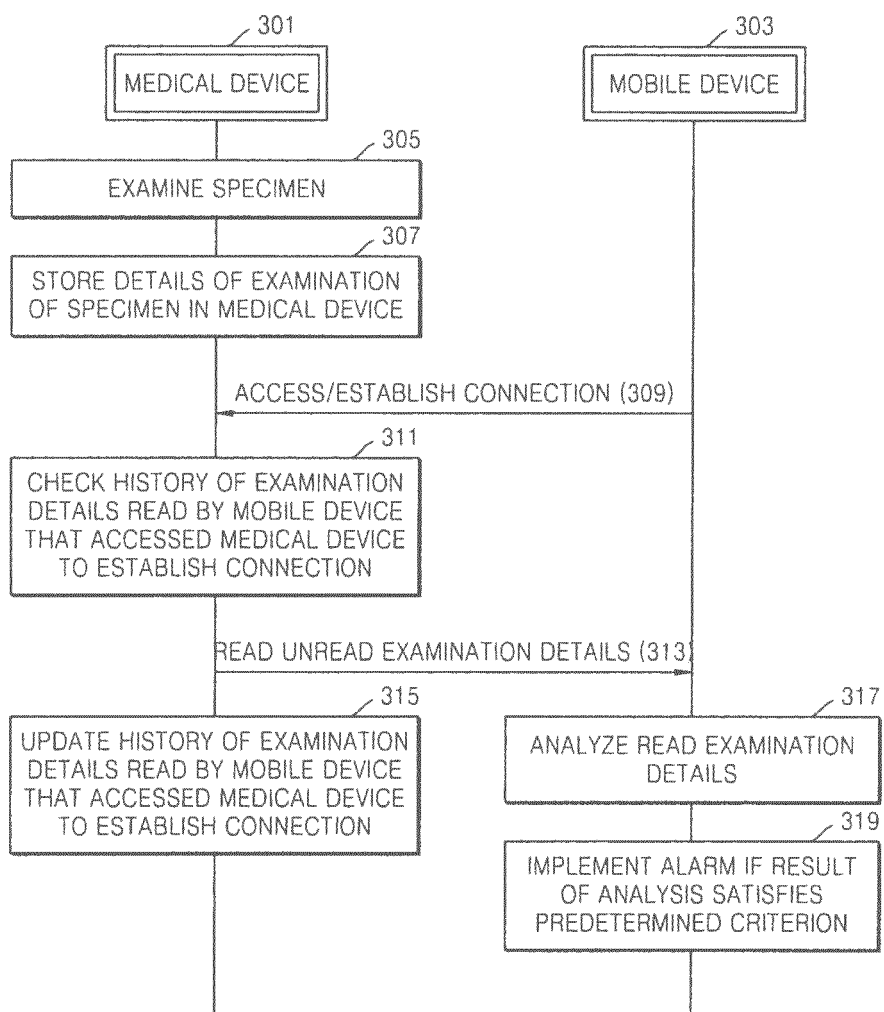 301
MEDICAL DEVICE
303
MOBILE DEVICE
305
EXAMINE SPECIMEN
307
STORE DETAILS OF EXAMINATION
OF SPECIMEN IN MEDICAL DEVICE
ACCESS/ESTABLISH CONNECTION (309)
311
CHECK HISTORY OF EXAMINATION
DETAILS READ BY MOBILE DEVICE
THAT ACCESSED MEDICAL DEVICE
TO ESTABLISH CONNECTION
READ UNREAD EXAMINATION DETAILS (313)
315
UPDATE HISTORY OF EXAMINATION
DETAILS READ BY MOBILE DEVICE
THAT ACCESSED MEDICAL DEVICE
TO ESTABLISH CONNECTION
317
ANALYZE READ EXAMINATION
DETAILS
319
IMPLEMENT ALARM IF RESULT
OF ANALYSIS SATISFIES
PREDETERMINED CRITERION